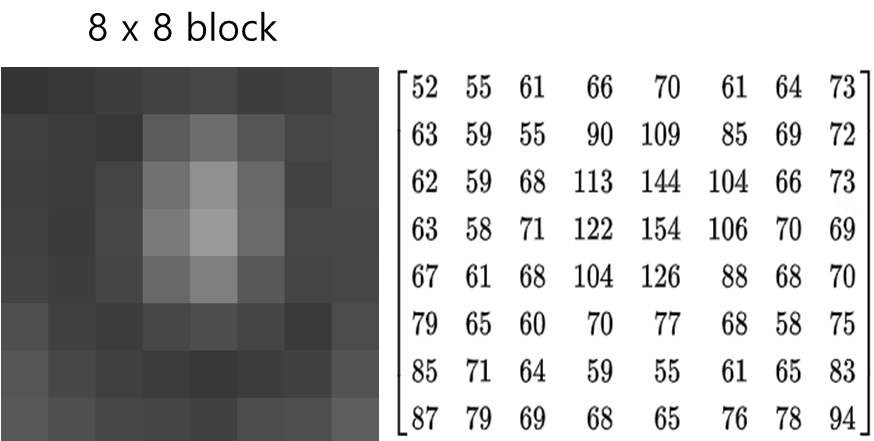 8 x 8 block
52 55 61 66 70 61 64 73
63 59 55 90 109 85 69 72
62 59 68 113 144 104 66 73
63 58 71 122 154 106 70 69
67 61 68 104 126 88 68 70
79 65 60 70 77 68 58 75
85 71 64 59 55 61 65 83
87 79 69 68 65 76 78 94